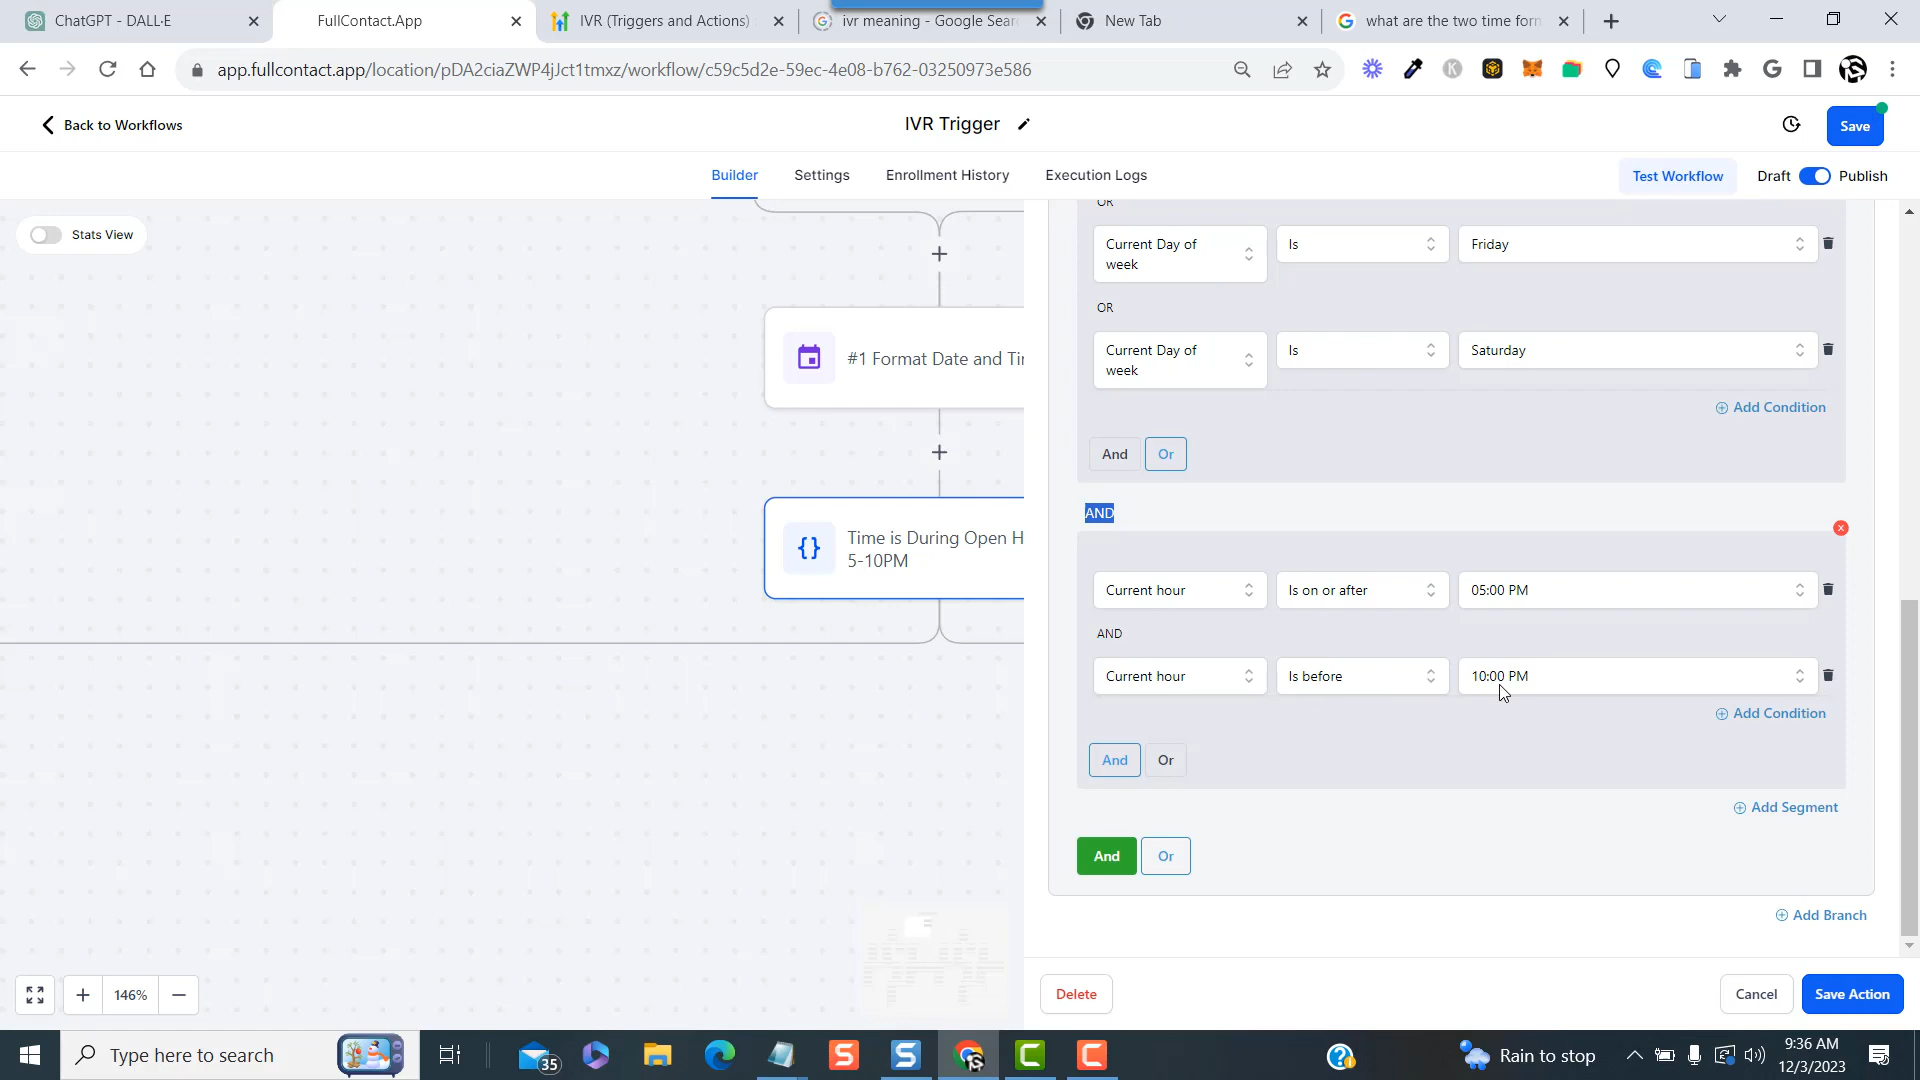 ChatGPT - DALL·E
FullContact.App
IVR (Triggers and Actions)
ivr meaning - Google Sear
New Tab
what are the two time form
app.fullcontact.app/location/pDA2ciaZWP4jJct1tmxz/workflow/c59c5d2e-59ec-4e08-b762-03250973e586
Back to Workflows
IVR Trigger
Save
Builder
Settings
Enrollment History
Execution Logs
Test Workflow
Draft
Publish
Stats View
#1 Format Date and Tir
Time is During Open H
5-10PM
OR
Current Day of
week
Is
Friday
OR
Current Day of
week
Is
Saturday
Add Condition
And
Or
AND
Current hour
Is on or after
05:00 PM
AND
Current hour
Is before
10:00 PM
Add Condition
And
Or
Add Segment
And
Or
Add Branch
146%
Delete
Cancel
Save Action
Type here to search
35
Rain to stop
9:36 AM
12/3/2023